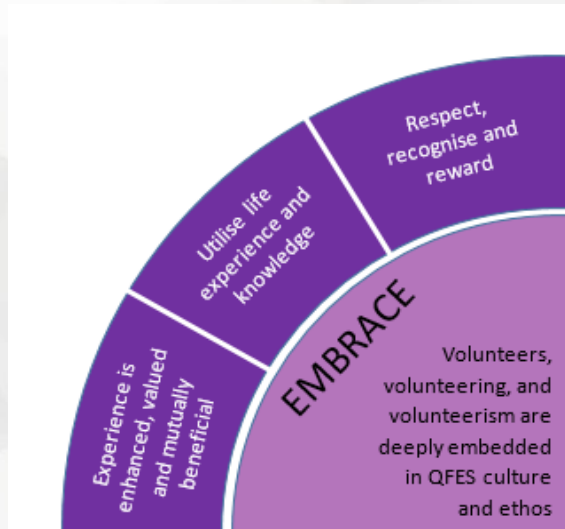 Respect,
recognise and
reward
Utilise life
experience and
knowledge
Experience is
enhanced, valued
and mutually
beneficial
EMBRACE
Volunteers,
volunteering, and
volunteerism are
deeply embedded
in QFES culture
and ethos